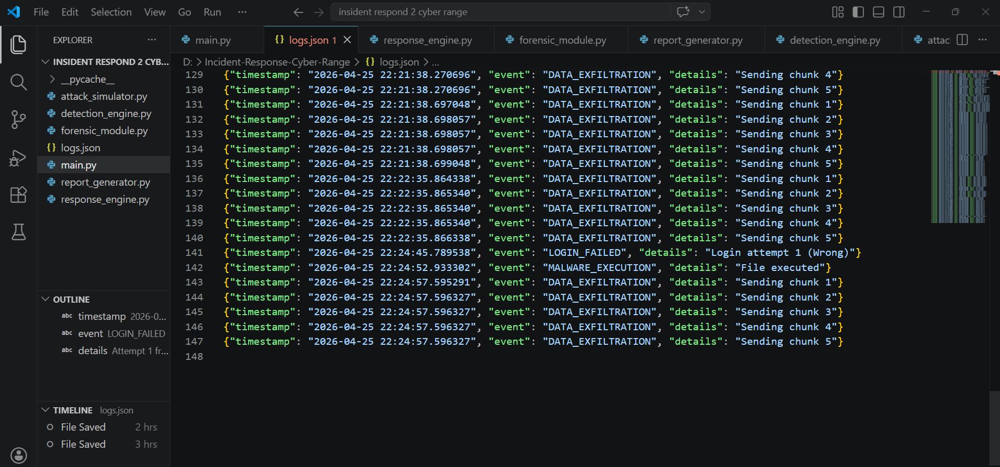 File Edit Selection View Go Run ··· insident respond 2 cyber range
EXPLORER ···
main.py logs.json 1 response_engine.py forensic_module.py report_generator.py detection_engine.py attac ···
INSIDENT RESPOND 2 CYB...
D: > Incident-Response-Cyber-Range > {} logs.json > ...
__pycache__
attack_simulator.py
detection_engine.py
forensic_module.py
{} logs.json
main.py
report_generator.py
response_engine.py
129 {"timestamp": "2026-04-25 22:21:38.270696", "event": "DATA_EXFILTRATION", "details": "Sending chunk 4"}
130 {"timestamp": "2026-04-25 22:21:38.270696", "event": "DATA_EXFILTRATION", "details": "Sending chunk 5"}
131 {"timestamp": "2026-04-25 22:21:38.697048", "event": "DATA_EXFILTRATION", "details": "Sending chunk 1"}
132 {"timestamp": "2026-04-25 22:21:38.698057", "event": "DATA_EXFILTRATION", "details": "Sending chunk 2"}
133 {"timestamp": "2026-04-25 22:21:38.698057", "event": "DATA_EXFILTRATION", "details": "Sending chunk 3"}
134 {"timestamp": "2026-04-25 22:21:38.698057", "event": "DATA_EXFILTRATION", "details": "Sending chunk 4"}
135 {"timestamp": "2026-04-25 22:21:38.699048", "event": "DATA_EXFILTRATION", "details": "Sending chunk 5"}
136 {"timestamp": "2026-04-25 22:22:35.864338", "event": "DATA_EXFILTRATION", "details": "Sending chunk 1"}
137 {"timestamp": "2026-04-25 22:22:35.865340", "event": "DATA_EXFILTRATION", "details": "Sending chunk 2"}
138 {"timestamp": "2026-04-25 22:22:35.865340", "event": "DATA_EXFILTRATION", "details": "Sending chunk 3"}
139 {"timestamp": "2026-04-25 22:22:35.865340", "event": "DATA_EXFILTRATION", "details": "Sending chunk 4"}
140 {"timestamp": "2026-04-25 22:22:35.866338", "event": "DATA_EXFILTRATION", "details": "Sending chunk 5"}
141 {"timestamp": "2026-04-25 22:24:45.789538", "event": "LOGIN_FAILED", "details": "Login attempt 1 (Wrong)"}
142 {"timestamp": "2026-04-25 22:24:52.933302", "event": "MALWARE_EXECUTION", "details": "File executed"}
143 {"timestamp": "2026-04-25 22:24:57.595291", "event": "DATA_EXFILTRATION", "details": "Sending chunk 1"}
144 {"timestamp": "2026-04-25 22:24:57.596327", "event": "DATA_EXFILTRATION", "details": "Sending chunk 2"}
145 {"timestamp": "2026-04-25 22:24:57.596327", "event": "DATA_EXFILTRATION", "details": "Sending chunk 3"}
146 {"timestamp": "2026-04-25 22:24:57.596327", "event": "DATA_EXFILTRATION", "details": "Sending chunk 4"}
147 {"timestamp": "2026-04-25 22:24:57.596327", "event": "DATA_EXFILTRATION", "details": "Sending chunk 5"}
148
OUTLINE
abc timestamp 2026-0...
abc event LOGIN_FAILED
abc details Attempt 1 fr...
TIMELINE logs.json
File Saved 2 hrs
File Saved 3 hrs